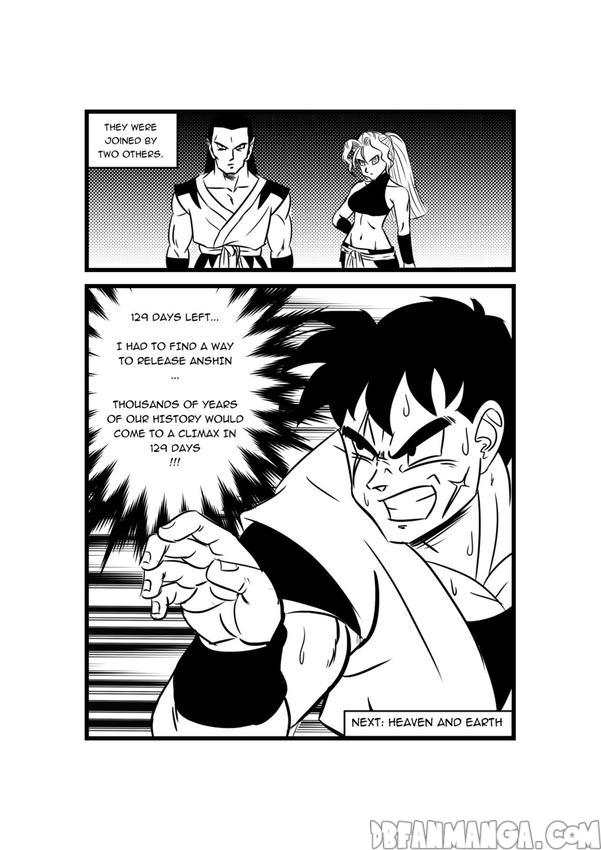 THEY WERE
JOINED BY
TWO OTHERS.
129 DAYS LEFT...
I HAD TO FIND A WAY
TO RELEASE ANSHIN
...
THOUSANDS OF YEARS
OF OUR HISTORY WOULD
COME TO A CLIMAX IN
129 DAYS
!!!
NEXT: HEAVEN AND EARTH
DBFANMANGA.COM